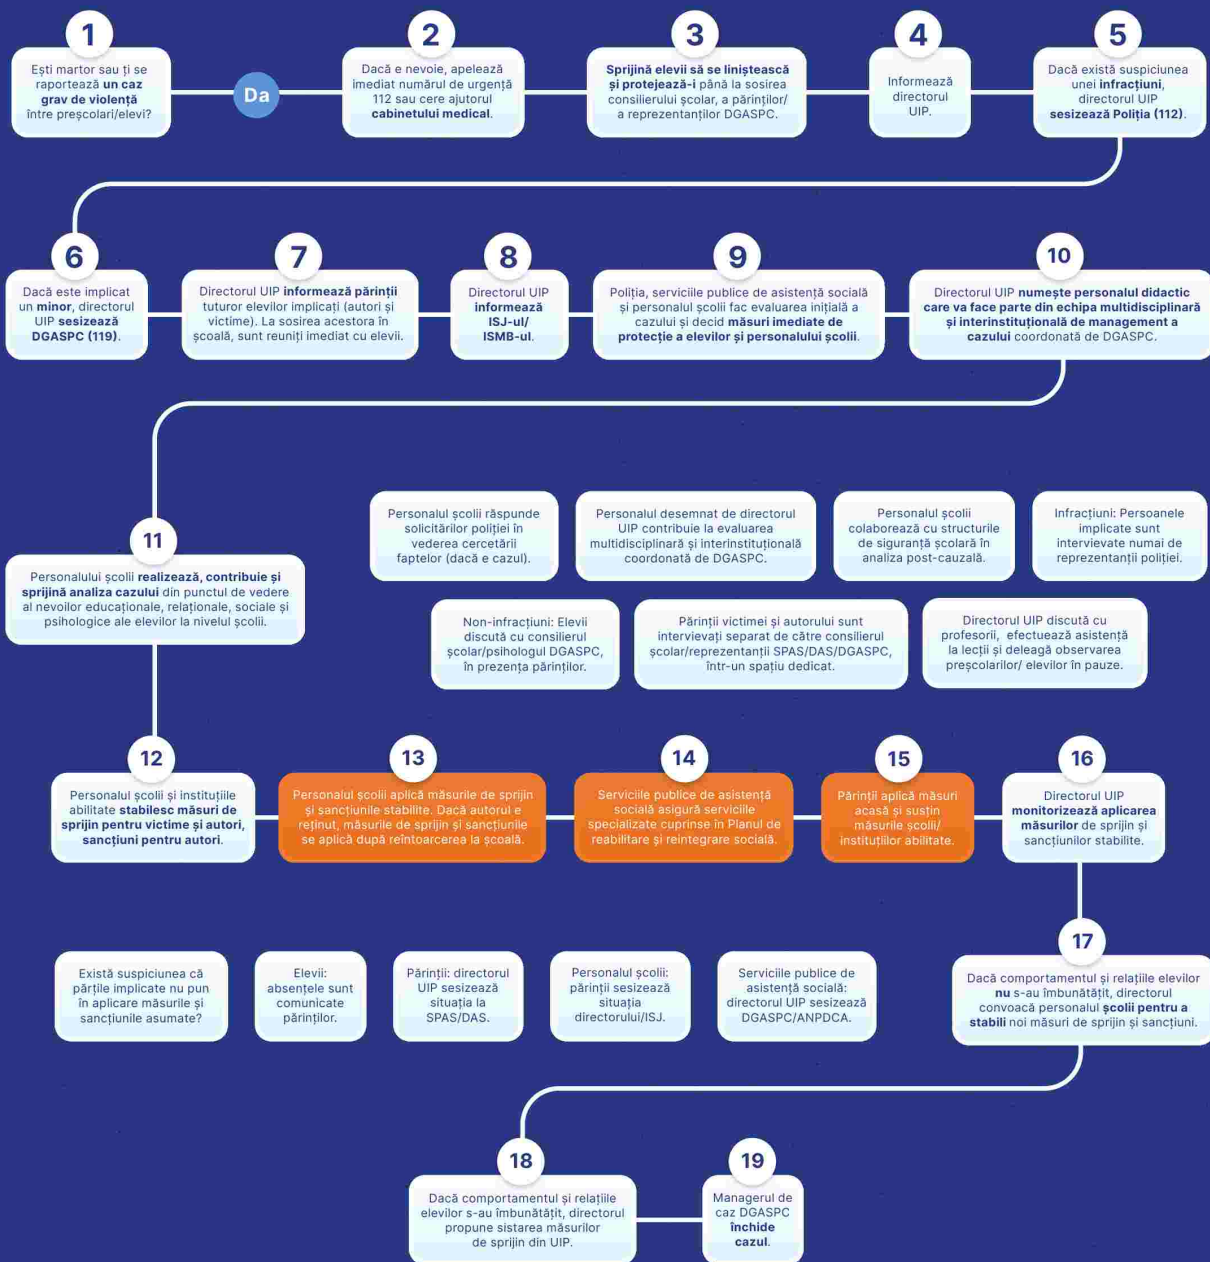 1
Ești martor sau ți se
raportează un caz
grav de violență
între preșcolari/elevi?
Da
2
Dacă e nevoie, apelează
imediat numărul de urgență
112 sau cere ajutorul
cabinetului medical.
3
Sprijină elevii să se liniștească
și protejează-i până la sosirea
consilierului școlar, a părinților/
a reprezentanților DGASPC.
4
Informează
directorul
UIP.
5
Dacă există suspiciunea
unei infracțiuni,
directorul UIP
sesizează Poliția (112).
6
Dacă este implicat
un minor, directorul
UIP sesizează
DGASPC (119).
7
Directorul UIP informează părinții
tuturor elevilor implicați (autori și
victime). La sosirea acestora în
școală, sunt reuniți imediat cu elevii.
8
Directorul UIP
informează
ISJ-ul/
ISMB-ul.
9
Poliția, serviciile publice de asistență socială
și personalul școlii fac evaluarea inițială a
cazului și decid măsuri imediate de
protecție a elevilor și personalului școlii.
10
Directorul UIP numește personalul didactic
care va face parte din echipa multidisciplinară
și interinstituțională de management a
cazului coordonată de DGASPC.
11
Personalului școlii realizează, contribuie și
sprijină analiza cazului din punctul de vedere
al nevoilor educaționale, relaționale, sociale și
psihologice ale elevilor la nivelul școlii.
Personalul școlii răspunde
solicitărilor poliției în
vederea cercetării
faptelor (dacă e cazul).
Personalul desemnat de directorul
UIP contribuie la evaluarea
multidisciplinară și interinstituțională
coordonată de DGASPC.
Personalul școlii
colaborează cu structurile
de siguranță școlară în
analiza post-cauzală.
Infracțiuni: Persoanele
implicate sunt
intervievate numai de
reprezentanții poliției.
Non-infracțiuni: Elevii
discută cu consilierul
școlar/psihologul DGASPC,
în prezența părinților.
Părinții victimei și autorului sunt
intervievați separat de către consilierul
școlar/reprezentanții SPAS/DAS/DGASPC,
într-un spațiu dedicat.
Directorul UIP discută cu
profesorii, efectuează asistență
la lecții și deleagă observarea
preșcolarilor/ elevilor în pauze.
12
Personalul școlii și instituțiile
abilitate stabilesc măsuri de
sprijin pentru victime și autori,
sancțiuni pentru autori.
13
Personalul școlii aplică măsurile de sprijin
și sancțiunile stabilite. Dacă autorul e
reținut, măsurile de sprijin și sancțiunile
se aplică după reîntoarcerea la școală.
14
Serviciile publice de asistență
socială asigură serviciile
specializate cuprinse în Planul de
reabilitare și reintegrare socială.
15
Părinții aplică măsuri
acasă și susțin
măsurile școlii/
instituțiilor abilitate.
16
Directorul UIP
monitorizează aplicarea
măsurilor de sprijin și
sancțiunilor stabilite.
17
Dacă comportamentul și relațiile elevilor
nu s-au îmbunătățit, directorul
convoacă personalul școlii pentru a
stabili noi măsuri de sprijin și sancțiuni.
Există suspiciunea că
părțile implicate nu pun
în aplicare măsurile și
sancțiunile asumate?
Elevii:
absențele sunt
comunicate
părinților.
Părinții: directorul
UIP sesizează
situația la
SPAS/DAS.
Personalul școlii:
părinții sesizează
situația
directorului/ISJ.
Serviciile publice de
asistență socială:
directorul UIP sesizează
DGASPC/ANPDCA.
18
Dacă comportamentul și relațiile
elevilor s-au îmbunătățit, directorul
propune sistarea măsurilor
de sprijin din UIP.
19
Managerul de
caz DGASPC
închide
cazul.